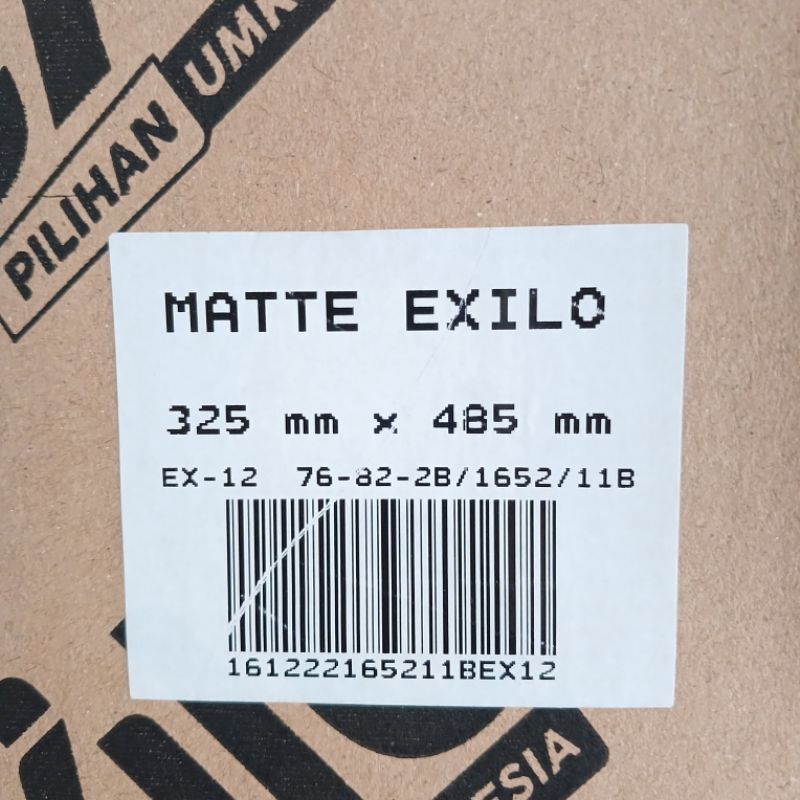 PILIHAN UMK
MATTE EXILO
325 mm x 485 mm
EX-12 76-82-2B/1652/11B
161222165211BEX12
ESIA